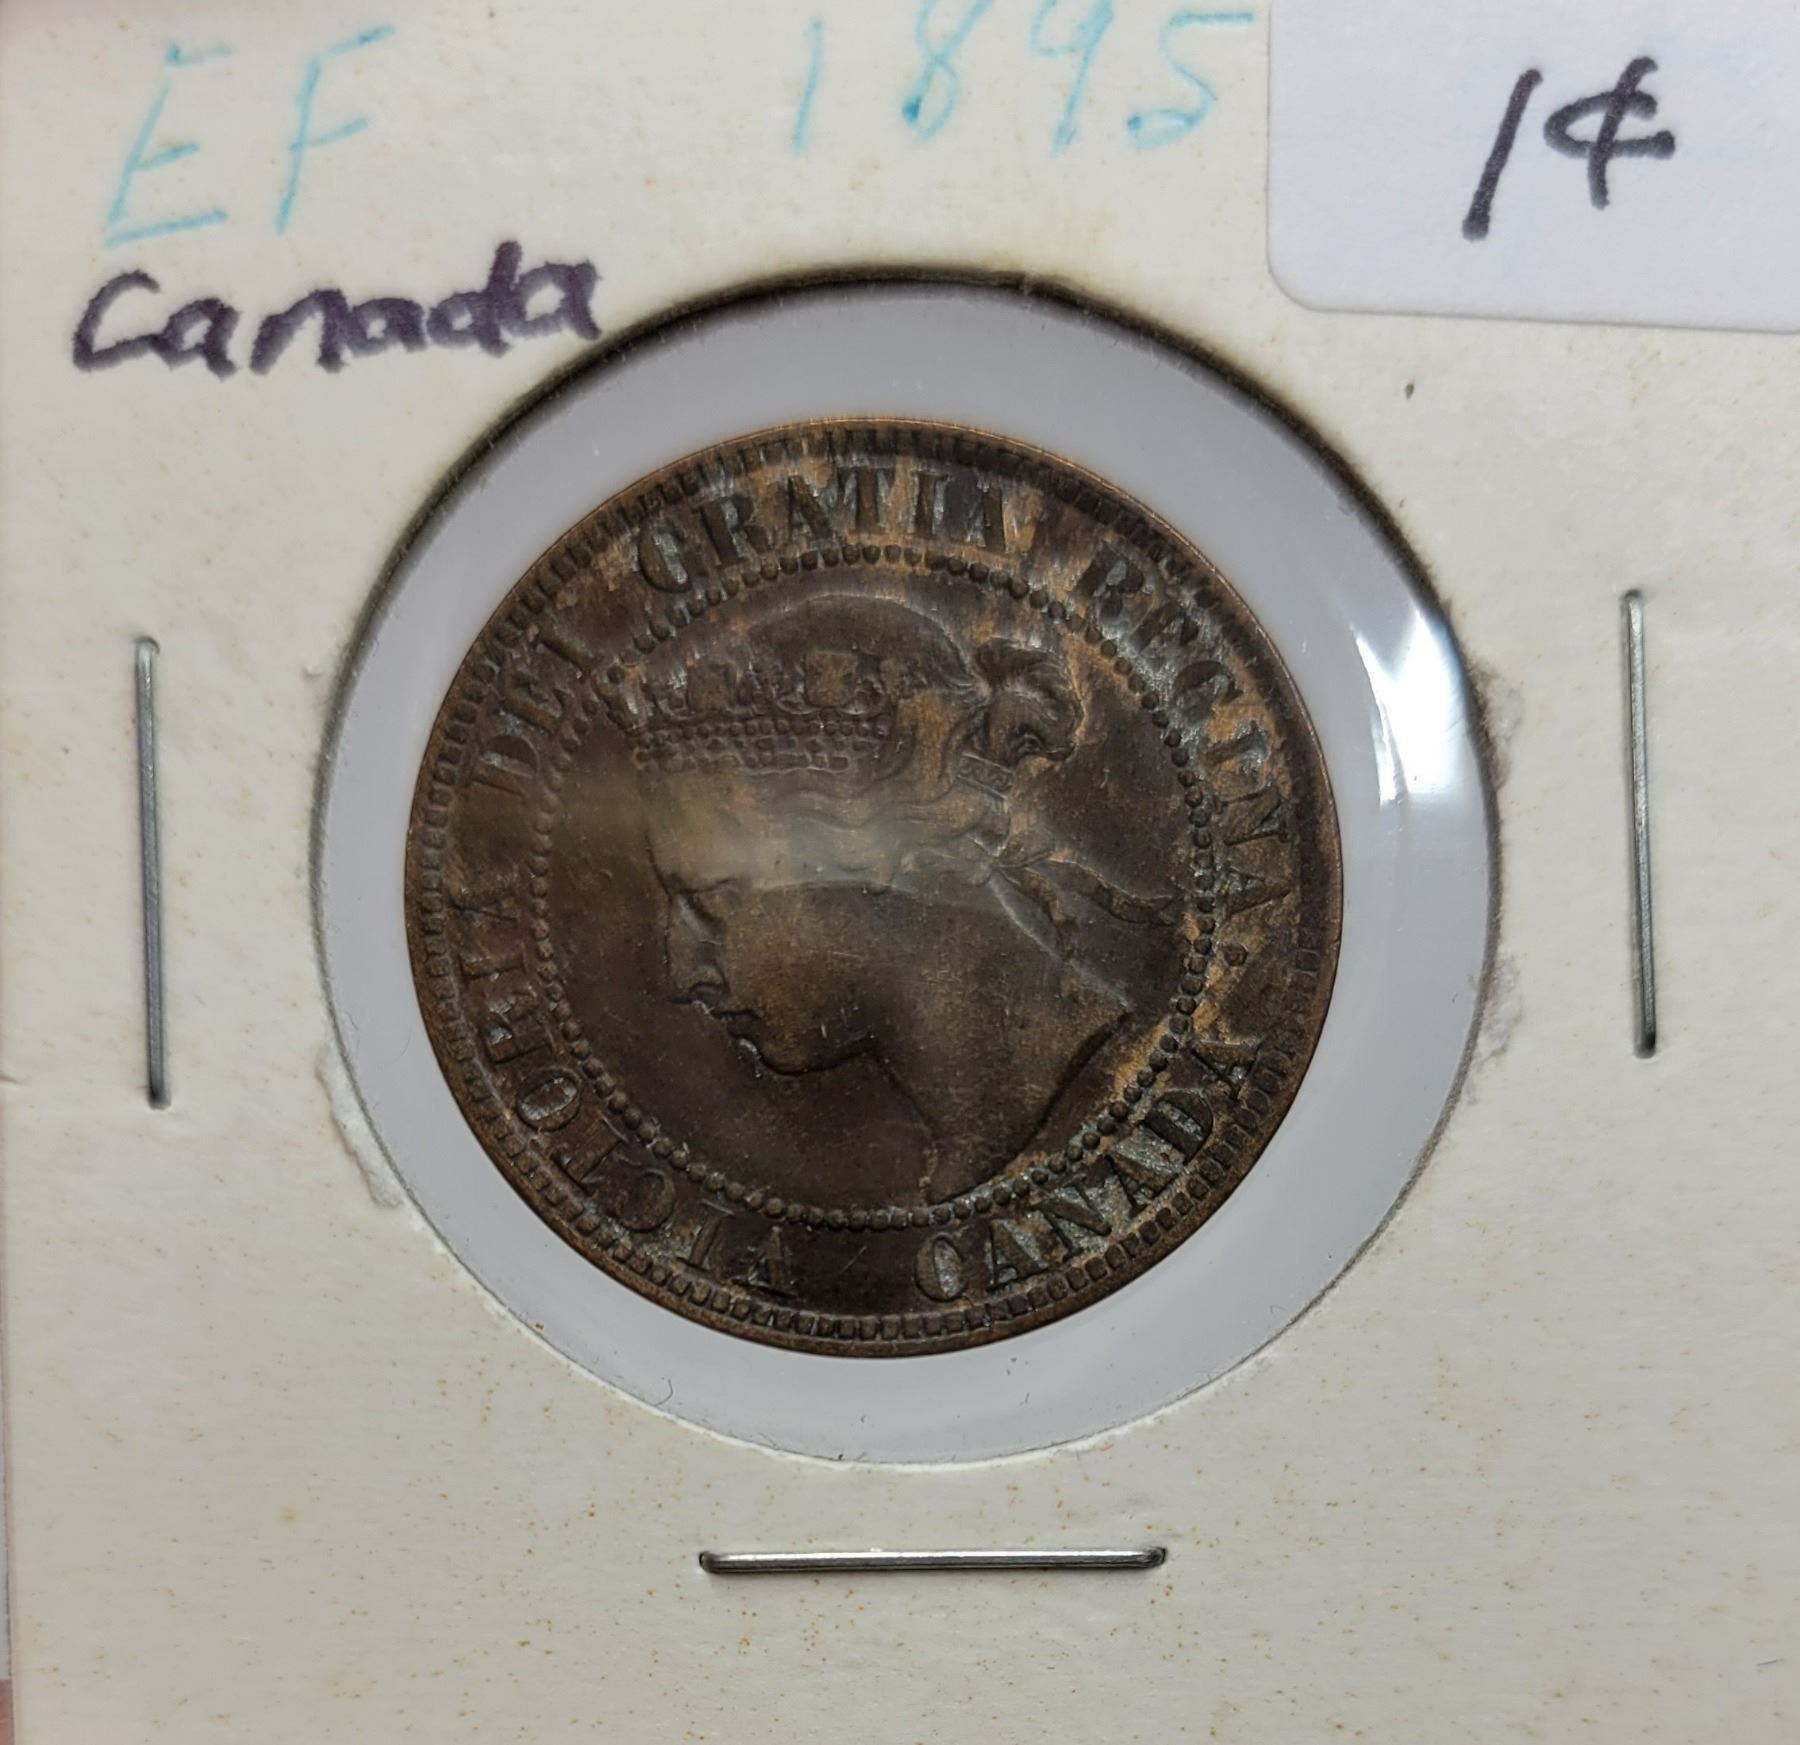 EF 1895
1¢
Canada
VICTORIA DEI GRATIA REGINA. CANADA